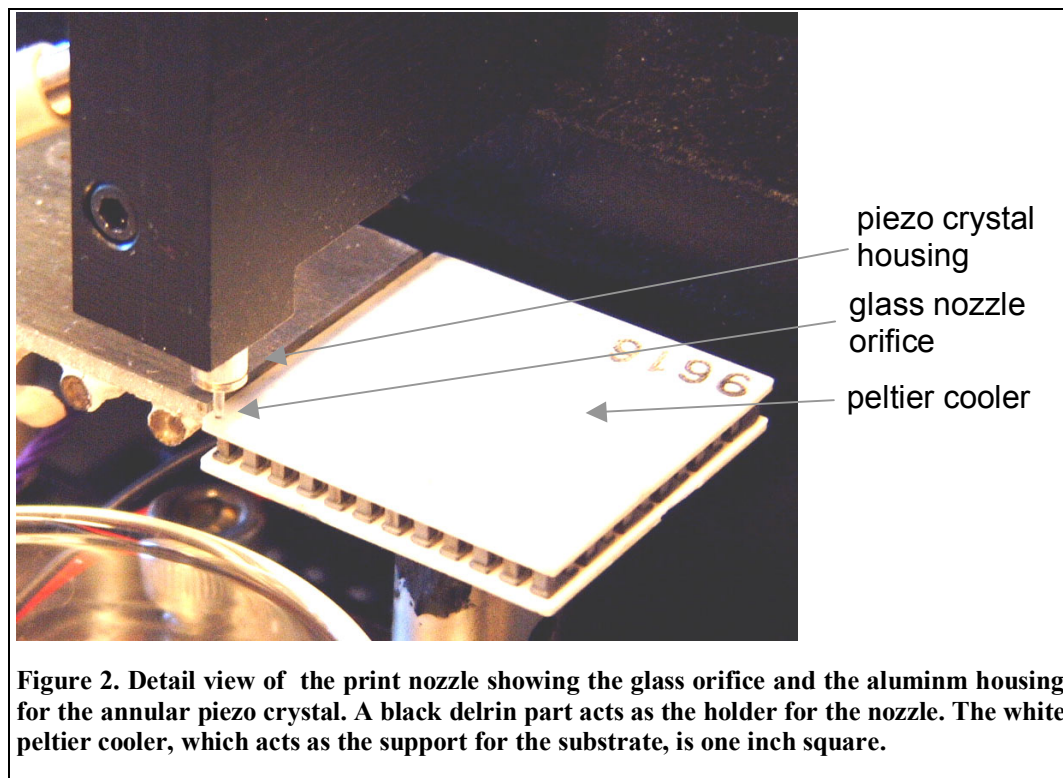 piezo crystal
housing
glass nozzle
orifice
peltier cooler
Figure 2. Detail view of the print nozzle showing the glass orifice and the aluminm housing
for the annular piezo crystal. A black delrin part acts as the holder for the nozzle. The white
peltier cooler, which acts as the support for the substrate, is one inch square.